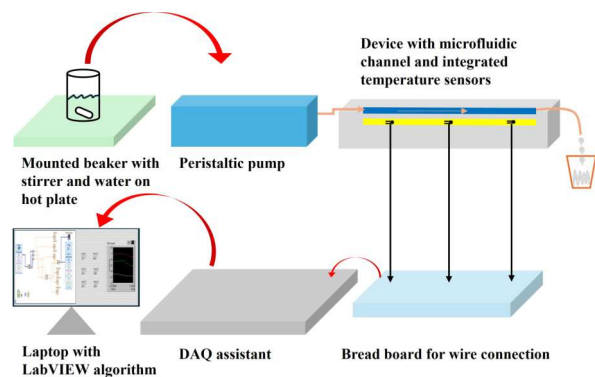 Device with microfluidic
channel and integrated
temperature sensors
Mounted beaker with
stirrer and water on
hot plate
Peristaltic pump
Laptop with
LabVIEW algorithm
DAQ assistant
Bread board for wire connection